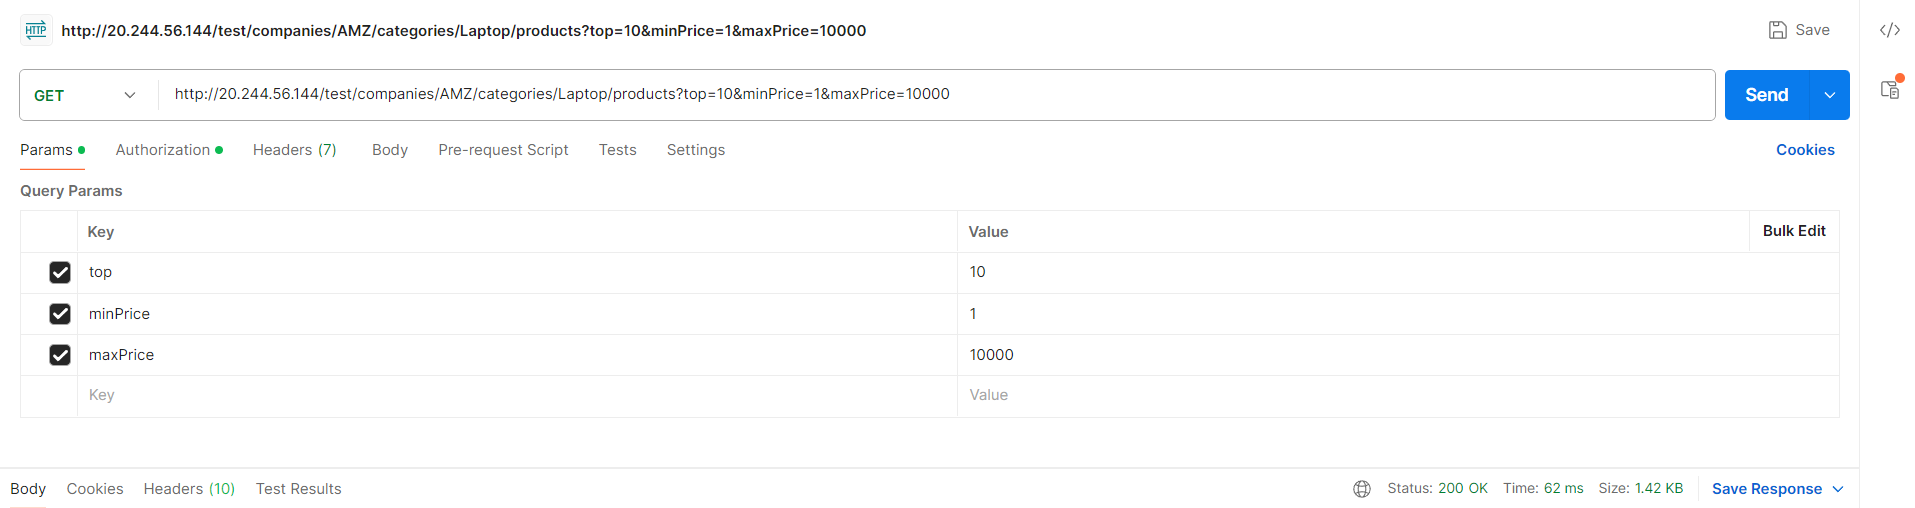 HTTP http://20.244.56.144/test/companies/AMZ/categories/Laptop/products?top=10&minPrice=1&maxPrice=10000 Save
GET http://20.244.56.144/test/companies/AMZ/categories/Laptop/products?top=10&minPrice=1&maxPrice=10000 Send
Params Authorization Headers (7) Body Pre-request Script Tests Settings Cookies
Query Params
Key Value Bulk Edit
top 10
minPrice 1
maxPrice 10000
Key Value
Body Cookies Headers (10) Test Results Status: 200 OK Time: 62 ms Size: 1.42 KB Save Response